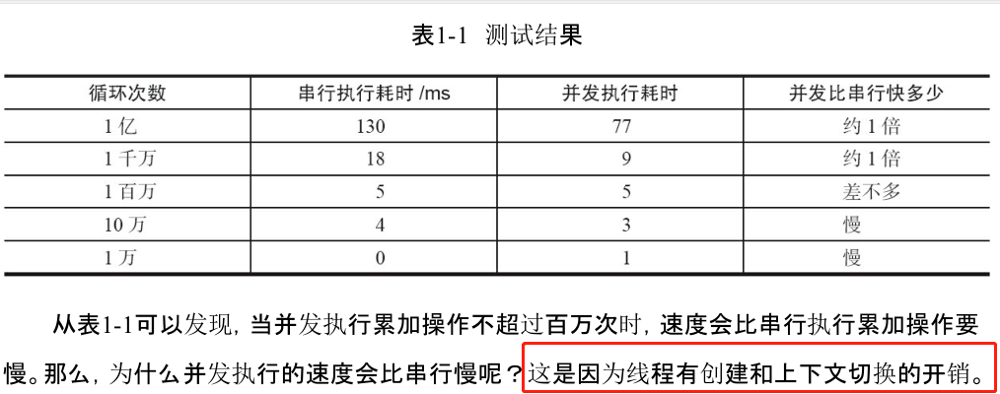 表1-1 测试结果
循环次数 串行执行耗时 /ms 并发执行耗时 并发比串行快多少
1 亿 130 77 约 1 倍
1 千万 18 9 约 1 倍
1 百万 5 5 差不多
10 万 4 3 慢
1 万 0 1 慢
从表1-1可以发现，当并发执行累加操作不超过百万次时，速度会比串行执行累加操作要
慢。那么，为什么并发执行的速度会比串行慢呢？这是因为线程有创建和上下文切换的开销。